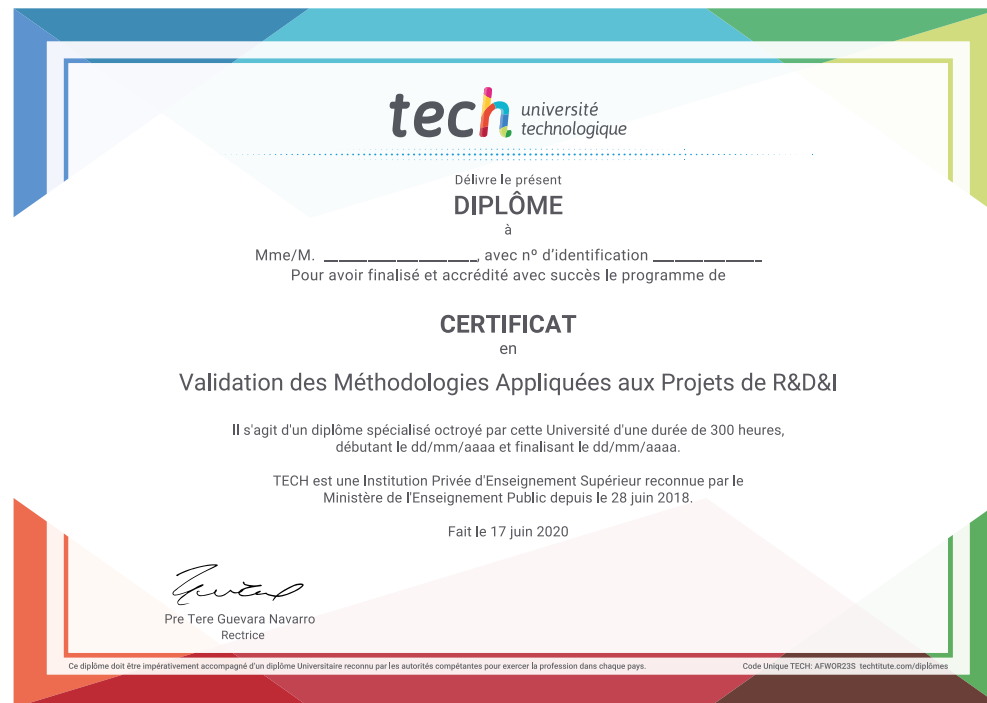 tech université
technologique
Délivre le présent
DIPLÔME
à
Mme/M. ____________________, avec nº d'identification ______________
Pour avoir finalisé et accrédité avec succès le programme de
CERTIFICAT
en
Validation des Méthodologies Appliquées aux Projets de R&D&I
Il s'agit d'un diplôme spécialisé octroyé par cette Université d'une durée de 300 heures,
débutant le dd/mm/aaaa et finalisant le dd/mm/aaaa.
TECH est une Institution Privée d'Enseignement Supérieur reconnue par le
Ministère de l'Enseignement Public depuis le 28 juin 2018.
Fait le 17 juin 2020
Pre Tere Guevara Navarro
Rectrice
Ce diplôme doit être impérativement accompagné d'un diplôme Universitaire reconnu par les autorités compétantes pour exercer la profession dans chaque pays.
Code Unique TECH: AFWOR23S techtitute.com/diplômes